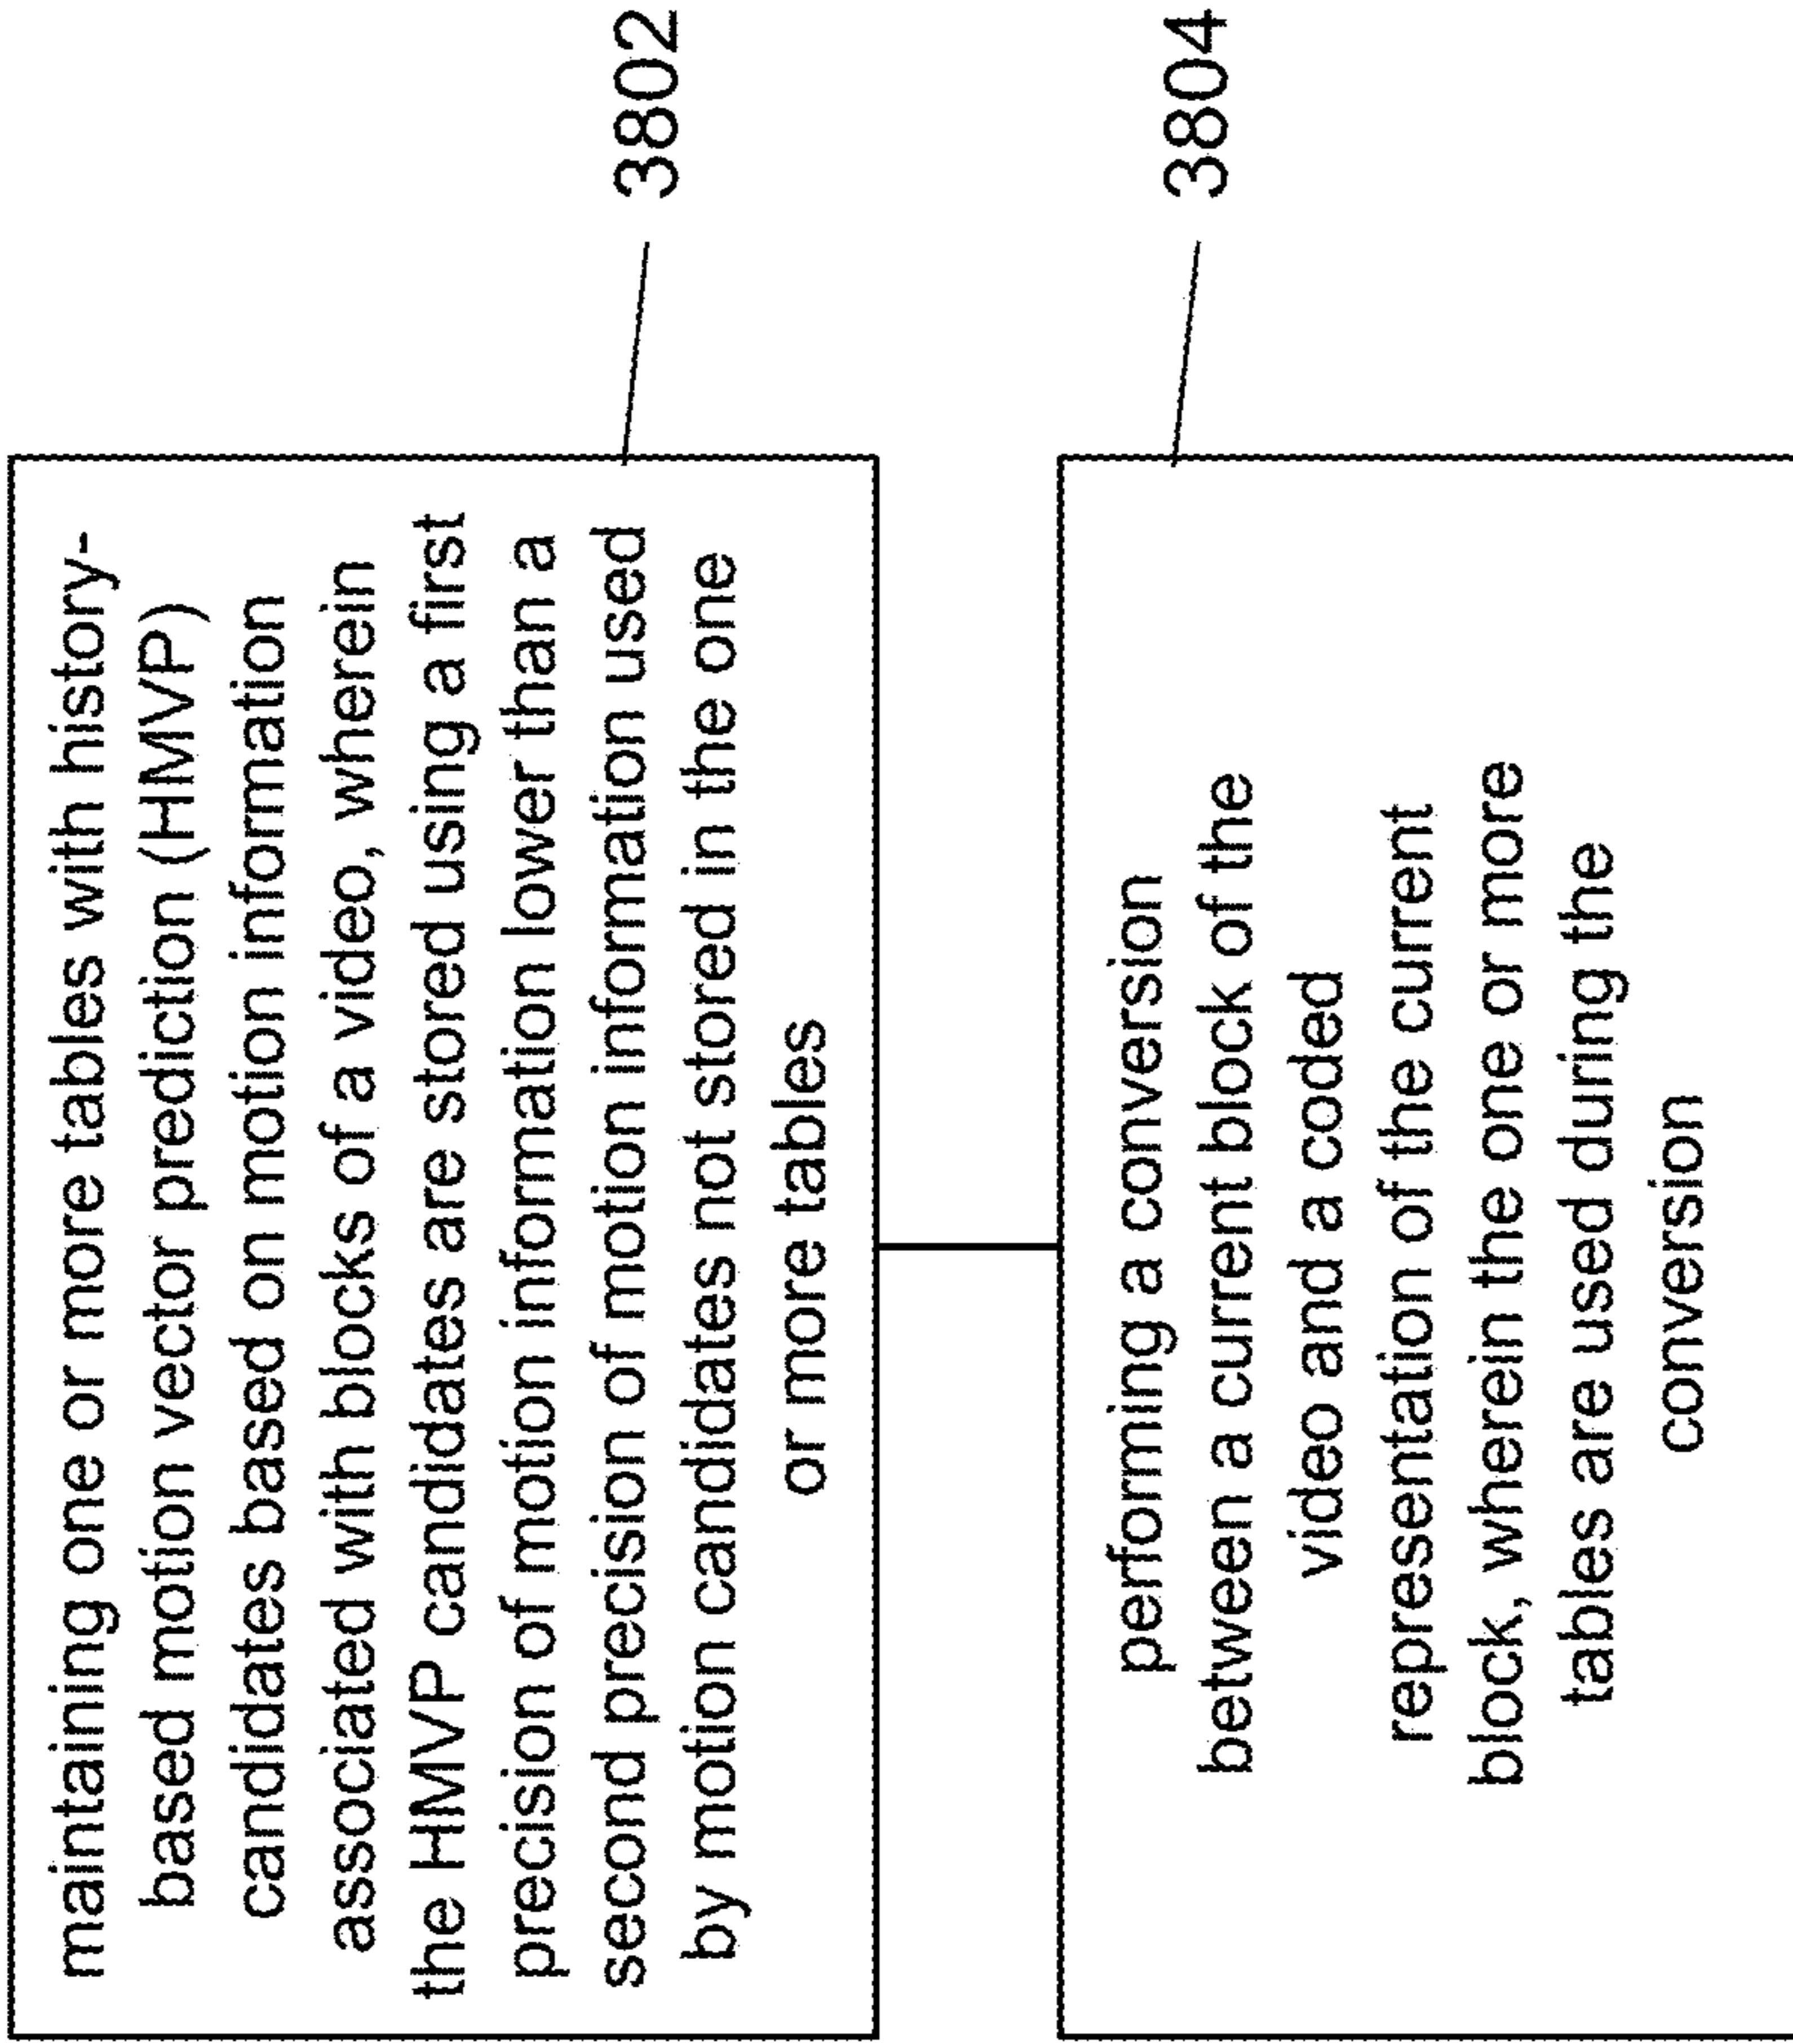 maintaining one or more tables with history-
based motion vector prediction (HMVP)
candidates based on motion information
associated with blocks of a video, wherein
the HMVP candidates are stored using a first
precision of motion information lower than a
second precision of motion information used
by motion candidates not stored in the one
or more tables
3802
performing a conversion
between a current block of the
video and a coded
representation of the current
block, wherein the one or more
tables are used during the
conversion
3804